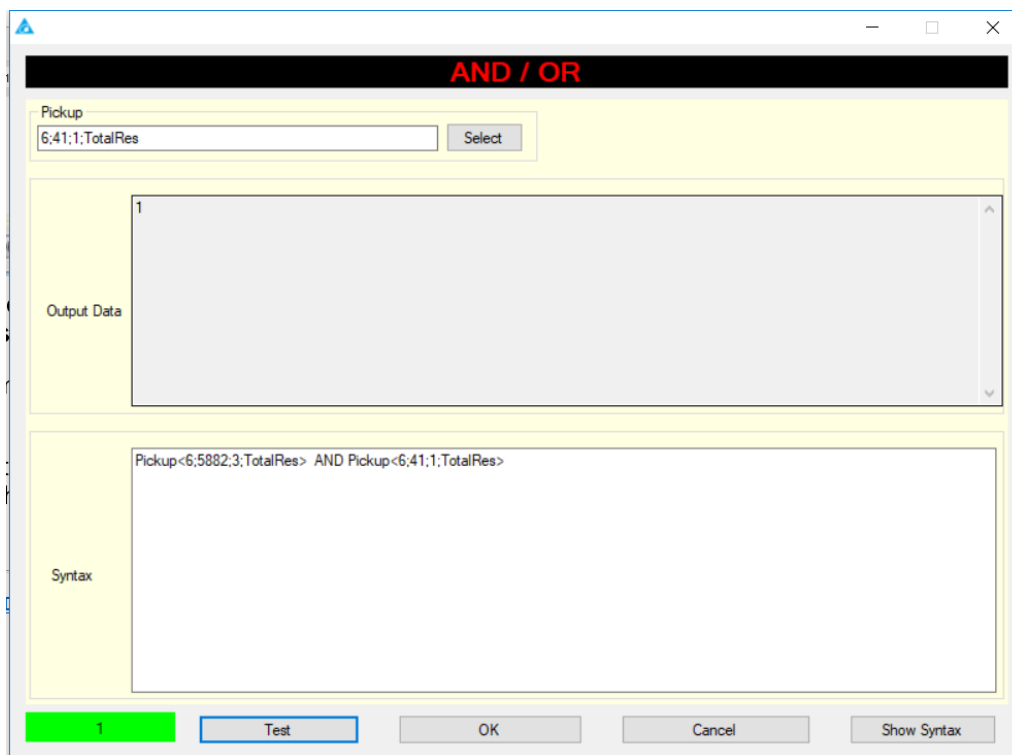 AND / OR
Pickup
6;41;1;TotalRes
Select
1
Output Data
Pickup<6;5882;3;TotalRes>  AND Pickup<6;41;1;TotalRes>
Syntax
1
Test
OK
Cancel
Show Syntax